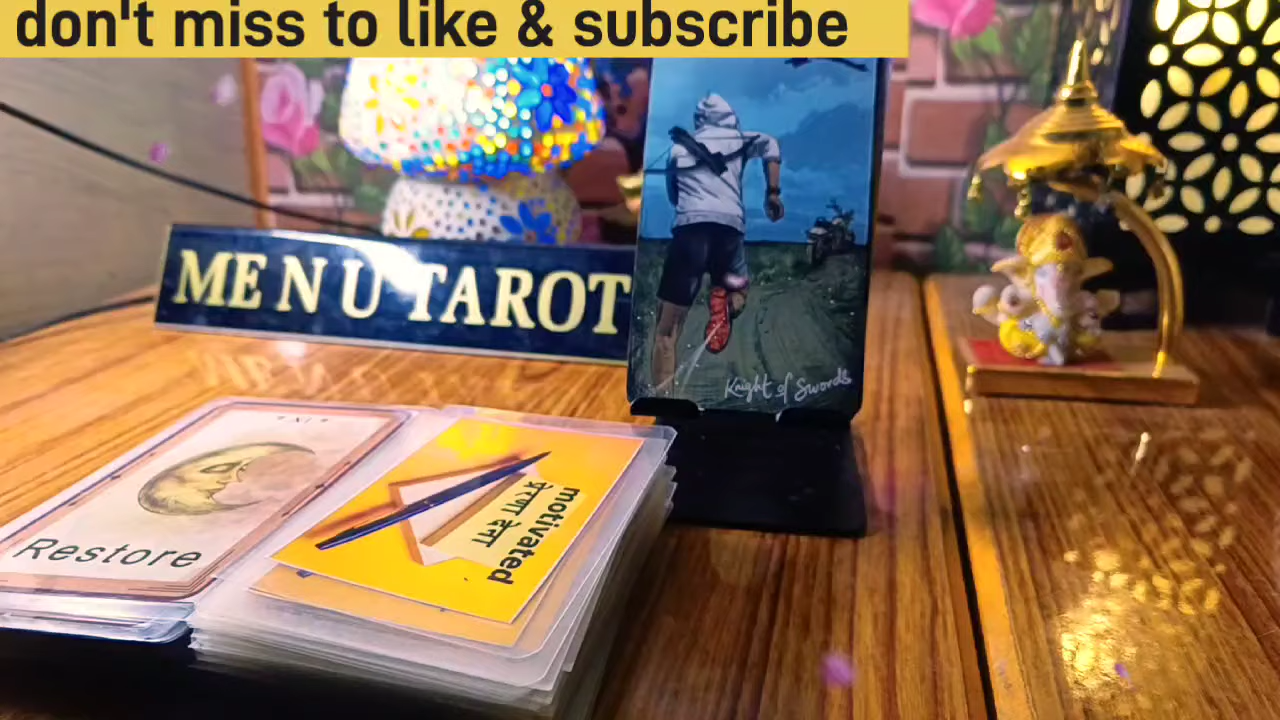 don't miss to like & subscribe
MENU TAROT
Knight of Swords
Restore
motivated
प्रेरणा देना